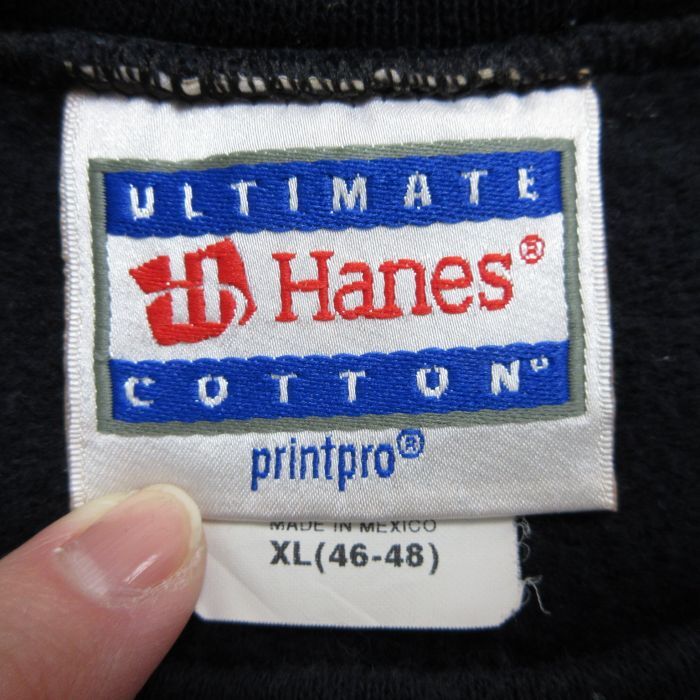 ULTIMATE
H Hanes®
COTTON
printpro®
MADE IN MEXICO
XL(46-48)